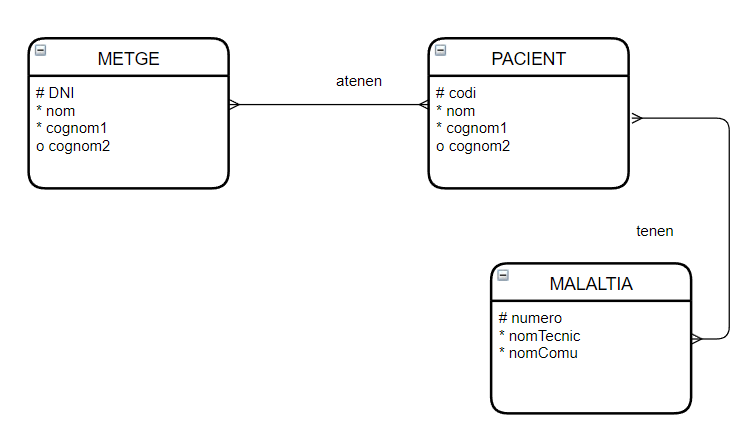 METGE
# DNI
* nom
* cognom1
o cognom2
atenen
PACIENT
# codi
* nom
* cognom1
o cognom2
tenen
MALALTIA
# numero
* nomTecnic
* nomComu